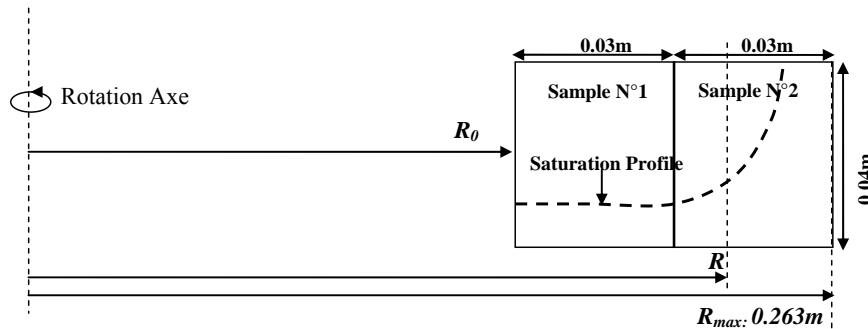 0.03m 0.03m
Sample N°1 Sample N°2
Rotation Axe
R0
Saturation Profile
0.04m
R
Rmax: 0.263m